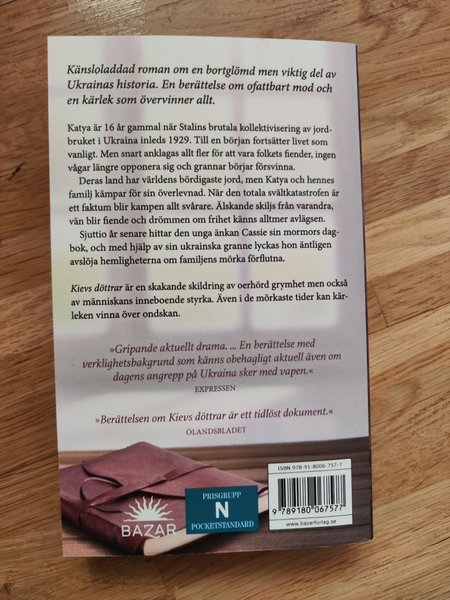 Känsloladdad roman om en bortglömd men viktig del av
Ukrainas historia. En berättelse om ofattbart mod och
en kärlek som övervinner allt.
Katya är 16 år gammal när Stalins brutala kollektivisering av jord-
bruket i Ukraina inleds 1929. Till en början fortsätter livet som
vanligt. Men snart anklagas allt fler för att vara folkets fiender, ingen
vågar längre opponera sig och grannar börjar försvinna.
Deras land har världens bördigaste jord, men Katya och hennes
familj kämpar för sin överlevnad. När den totala svältkatastrofen är
ett faktum blir kampen allt svårare. Älskande skiljs från varandra,
vän blir fiende och drömmen om frihet känns alltmer avlägsen.
Sjuttio år senare hittar den unga änkan Cassie sin mormors dag-
bok, och med hjälp av sin ukrainska granne lyckas hon äntligen
avslöja hemligheterna om familjens mörka förflutna.
Kievs döttrar är en skakande skildring av oerhörd grymhet men också
av människans inneboende styrka. Även i de mörkaste tider kan kär-
leken vinna över ondskan.
»Gripande aktuellt drama. ... En berättelse med
verklighetsbakgrund som känns obehagligt aktuell även om
dagens angrepp på Ukraina sker med vapen.«
EXPRESSEN
»Berättelsen om Kievs döttrar är ett tidlöst dokument.«
ÖLANDSBLADET
BAZAR
PRISGRUPP
N
POCKETSTANDARD
ISBN 978-91-8006-757-7
9 789180 067577
www.bazarforlag.se